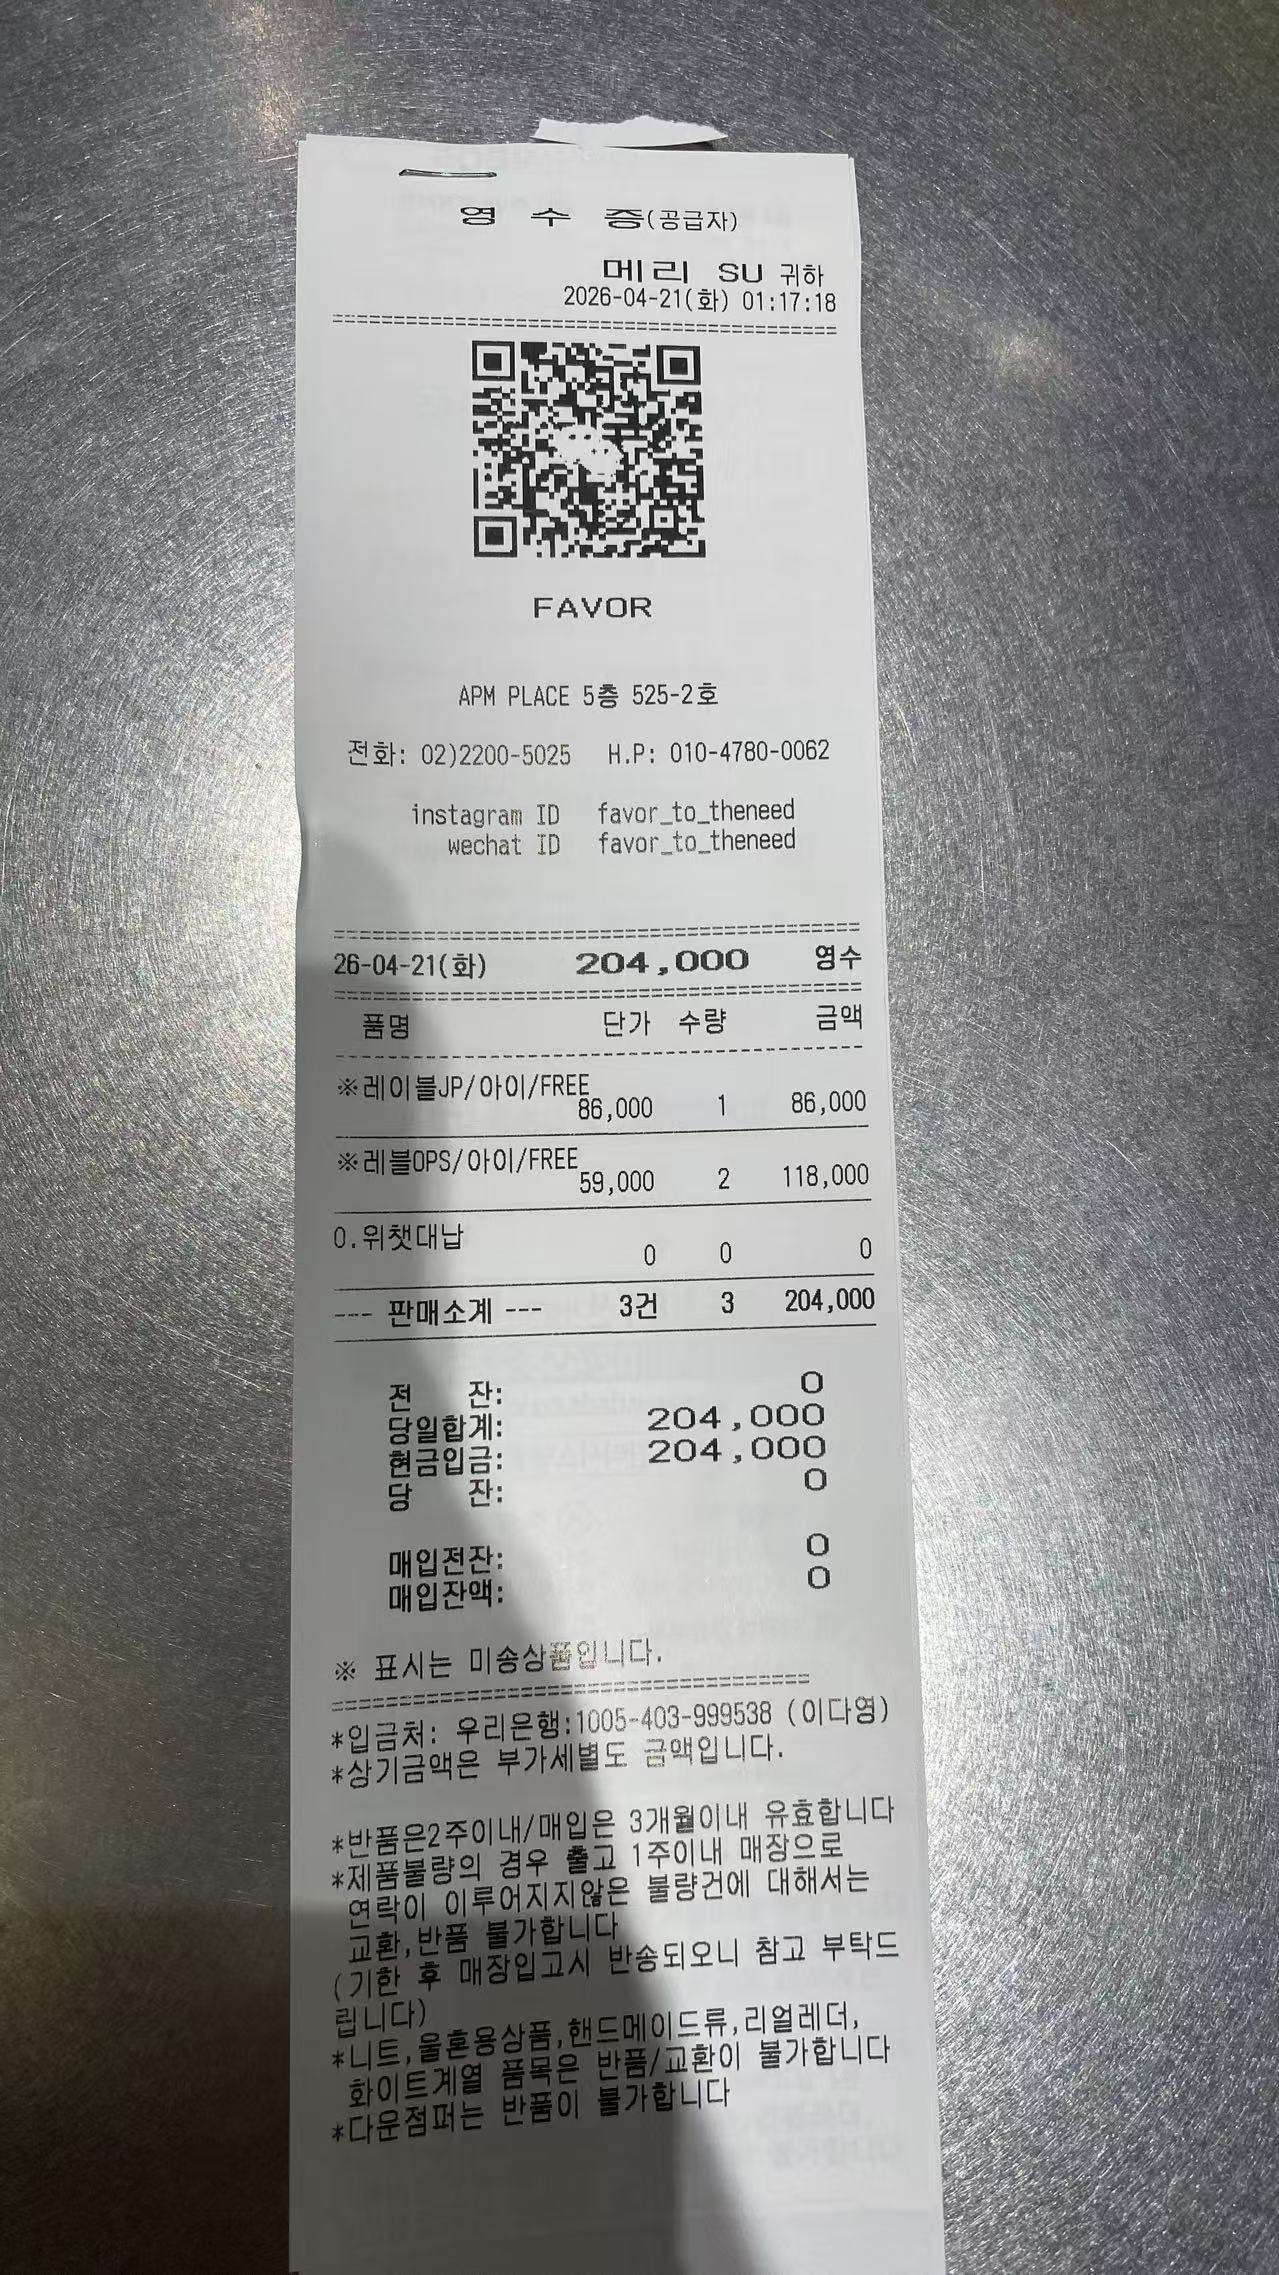 영 수 증(공급자)
메리 SU 귀하
2026-04-21(화) 01:17:18
FAVOR
APM PLACE 5층 525-2호
전화: 02)2200-5025 H.P: 010-4780-0062
instagram ID favor_to_theneed
wechat ID favor_to_theneed
26-04-21(화) 204,000 영수
품명 단가 수량 금액
※레이블JP/아이/FREE
86,000 1 86,000
※레블OPS/아이/FREE
59,000 2 118,000
0.위챗대납
0 0 0
--- 판매소계 --- 3건 3 204,000
전 잔: 0
당일합계: 204,000
현금입금: 204,000
당 잔: 0
매입전잔: 0
매입잔액: 0
※ 표시는 미송상품입니다.
*입금처: 우리은행:1005-403-999538 (이다영)
*상기금액은 부가세별도 금액입니다.
*반품은2주이내/매입은 3개월이내 유효합니다
*제품불량의 경우 출고 1주이내 매장으로
연락이 이루어지지않은 불량건에 대해서는
교환,반품 불가합니다
(기한 후 매장입고시 반송되오니 참고 부탁드
립니다)
*니트,울혼용상품,핸드메이드류,리얼레더,
화이트계열 품목은 반품/교환이 불가합니다
*다운점퍼는 반품이 불가합니다